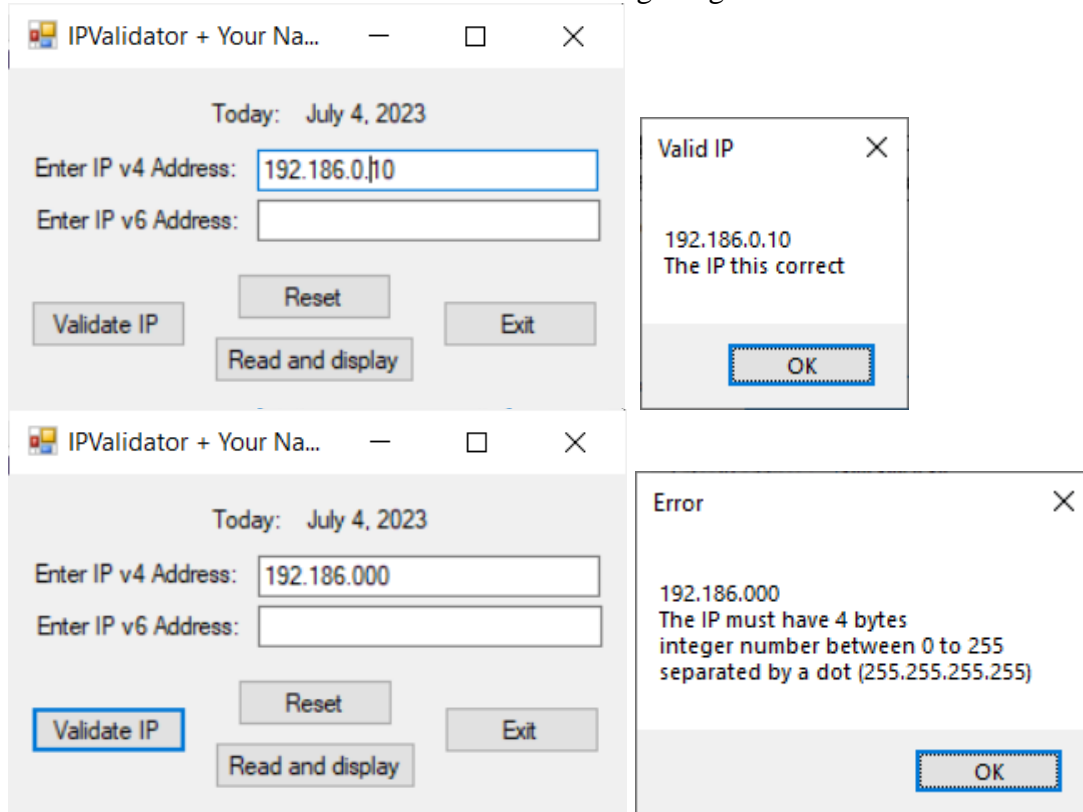 IPValidator + Your Na...
Today: July 4, 2023
Enter IP v4 Address: 192.186.0.10
Enter IP v6 Address:
Reset
Validate IP
Exit
Read and display
Valid IP
192.186.0.10
The IP this correct
OK
IPValidator + Your Na...
Today: July 4, 2023
Enter IP v4 Address: 192.186.000
Enter IP v6 Address:
Reset
Validate IP
Exit
Read and display
Error
192.186.000
The IP must have 4 bytes
integer number between 0 to 255
separated by a dot (255.255.255.255)
OK